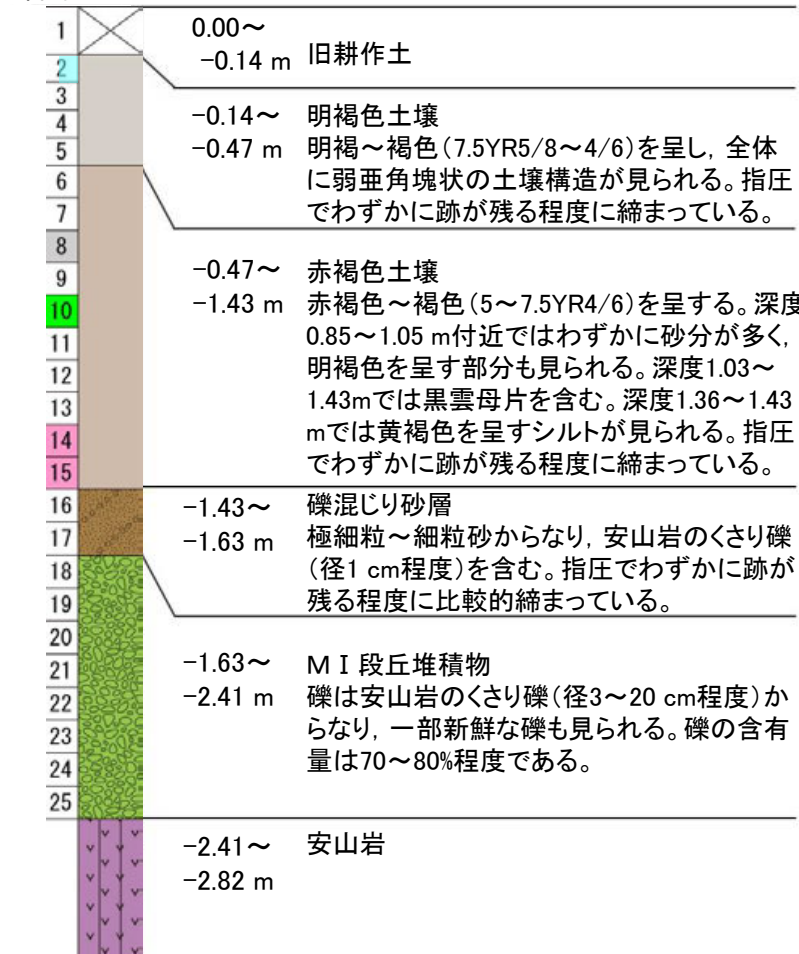 1
2
3
4
5
6
7
8
9
10
11
12
13
14
15
16
17
18
19
20
21
22
23
24
25
0.00～
-0.14 m 旧耕作土
-0.14～ 明褐色土壌
-0.47 m 明褐～褐色（7.5YR5/8～4/6）を呈し，全体
に弱亜角塊状の土壌構造が見られる。指圧
でわずかに跡が残る程度に締まっている。
-0.47～ 赤褐色土壌
-1.43 m 赤褐色～褐色（5～7.5YR4/6）を呈する。深度
0.85～1.05 m付近ではわずかに砂分が多く，
明褐色を呈す部分も見られる。深度1.03～
1.43mでは黒雲母片を含む。深度1.36～1.43
mでは黄褐色を呈すシルトが見られる。指圧
でわずかに跡が残る程度に締まっている。
-1.43～ 礫混じり砂層
-1.63 m 極細粒～細粒砂からなり，安山岩のくさり礫
（径1 cm程度）を含む。指圧でわずかに跡が
残る程度に比較的締まっている。
-1.63～ ＭＩ段丘堆積物
-2.41 m 礫は安山岩のくさり礫（径3～20 cm程度）か
らなり，一部新鮮な礫も見られる。礫の含有
量は70～80%程度である。
-2.41～ 安山岩
-2.82 m